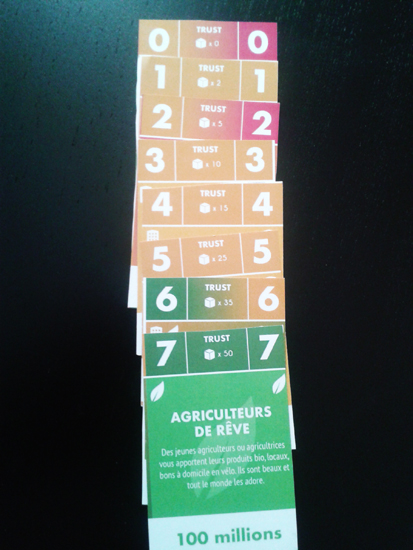 0 TRUST 0
x 0
1 TRUST 1
x 2
2 TRUST 2
x 5
3 TRUST 3
x 10
4 TRUST 4
x 15
5 TRUST 5
x 25
6 TRUST 6
x 35
7 TRUST 7
x 50
AGRICULTEURS
DE RÊVE
Des jeunes agriculteurs ou agricultrices
vous apportent leurs produits bio, locaux,
bons à domicile en vélo. Ils sont beaux et
tout le monde les adore.
100 millions